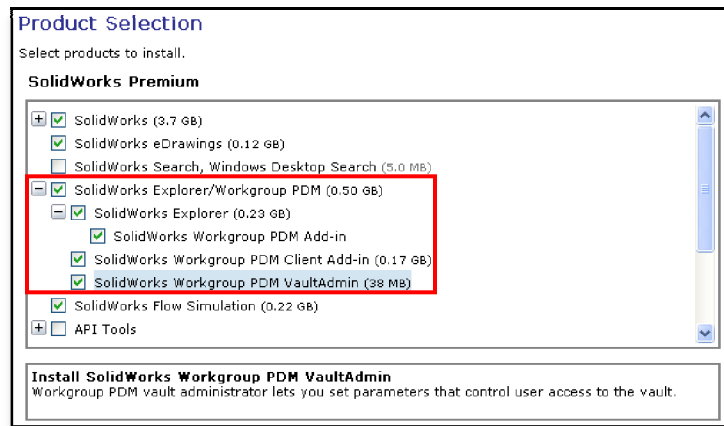 Product Selection
Select products to install.
SolidWorks Premium
SolidWorks (3.7 GB)
SolidWorks eDrawings (0.12 GB)
SolidWorks Search, Windows Desktop Search (5.0 MB)
SolidWorks Explorer/Workgroup PDM (0.50 GB)
SolidWorks Explorer (0.23 GB)
SolidWorks Workgroup PDM Add-in
SolidWorks Workgroup PDM Client Add-in (0.17 GB)
SolidWorks Workgroup PDM VaultAdmin (38 MB)
SolidWorks Flow Simulation (0.22 GB)
API Tools
Install SolidWorks Workgroup PDM VaultAdmin
Workgroup PDM vault administrator lets you set parameters that control user access to the vault.